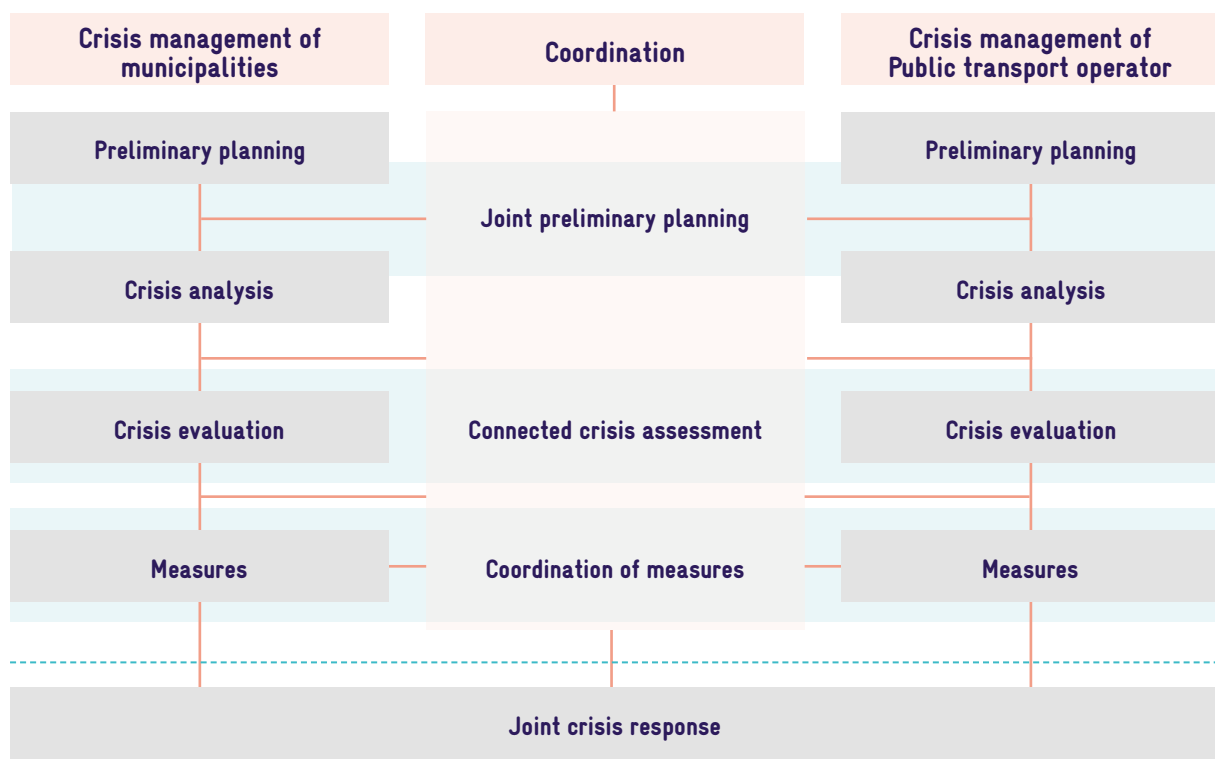 Crisis management of
municipalities
Coordination
Crisis management of
Public transport operator
Preliminary planning
Preliminary planning
Joint preliminary planning
Crisis analysis
Crisis analysis
Crisis evaluation
Connected crisis assessment
Crisis evaluation
Measures
Coordination of measures
Measures
Joint crisis response